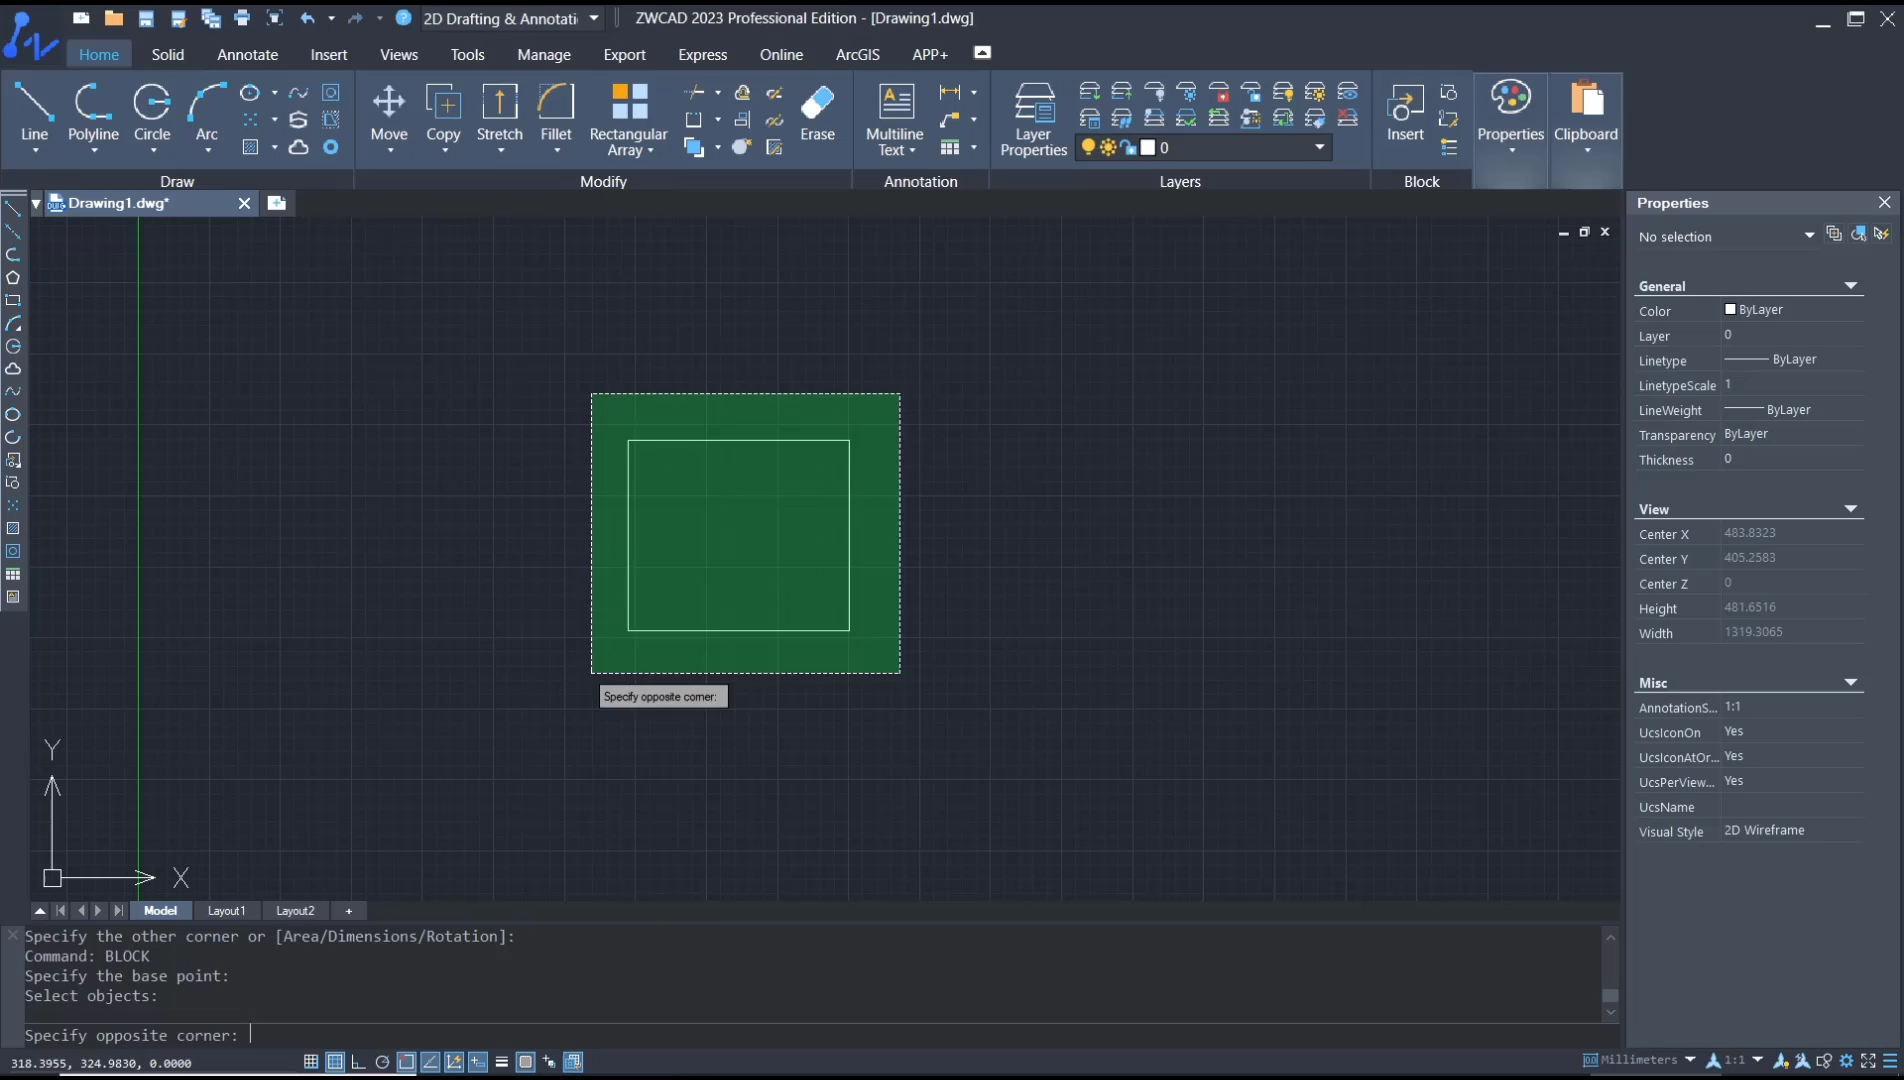 2D Drafting & Annotati
ZWCAD 2023 Professional Edition - [Drawing1.dwg]
Home
Solid
Annotate
Insert
Views
Tools
Manage
Export
Express
Online
ArcGIS
APP+
Line
Polyline
Circle
Arc
Move
Copy
Stretch
Fillet
Rectangular
Array
Erase
Multiline
Text
Layer
Properties
0
Insert
Properties
Clipboard
Draw
Modify
Annotation
Layers
Block
Drawing1.dwg*
Properties
No selection
General
Color ByLayer
Layer 0
Linetype ByLayer
LinetypeScale 1
LineWeight ByLayer
Transparency ByLayer
Thickness 0
View
Center X 483.8323
Center Y 405.2583
Center Z 0
Height 481.6516
Width 1319.3065
Misc
AnnotationS... 1:1
UcsIconOn Yes
UcsIconAtOr... Yes
UcsPerView... Yes
UcsName
Visual Style 2D Wireframe
Specify opposite corner:
Y
X
Model
Layout1
Layout2
+
Specify the other corner or [Area/Dimensions/Rotation]:
Command: BLOCK
Specify the base point:
Select objects:
Specify opposite corner:
318.3955, 324.9830, 0.0000
Millimeters
1:1